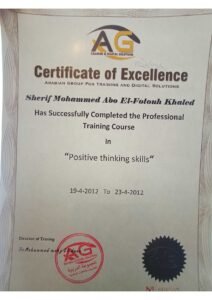 AG
ARABIAN GROUP FOR TRAINING AND DIGITAL SOLUTIONS
Certificate of Excellence
Sherif Mohammed Abo El-Fotouh Khaled
Has Successfully Completed the Professional
Training Course
in
"Positive thinking skills"
19-4-2012 To 23-4-2012
Director of Training
AG